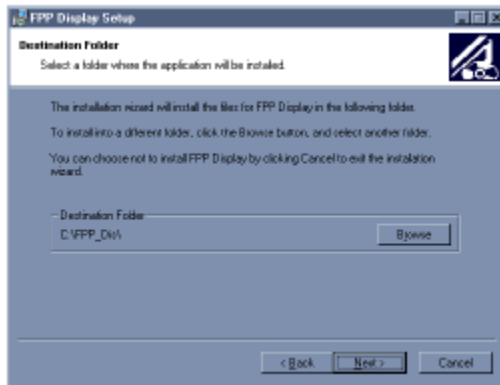 FPP Display Setup
Destination Folder
Select a folder where the application will be installed.
The installation wizard will install the files for FPP Display in the following folder.
To install into a different folder, click the Browse button, and select another folder.
You can choose not to install FPP Display by clicking Cancel to exit the installation
wizard.
Destination Folder
C:\FPP_Dis\
Browse
< Back
Next >
Cancel